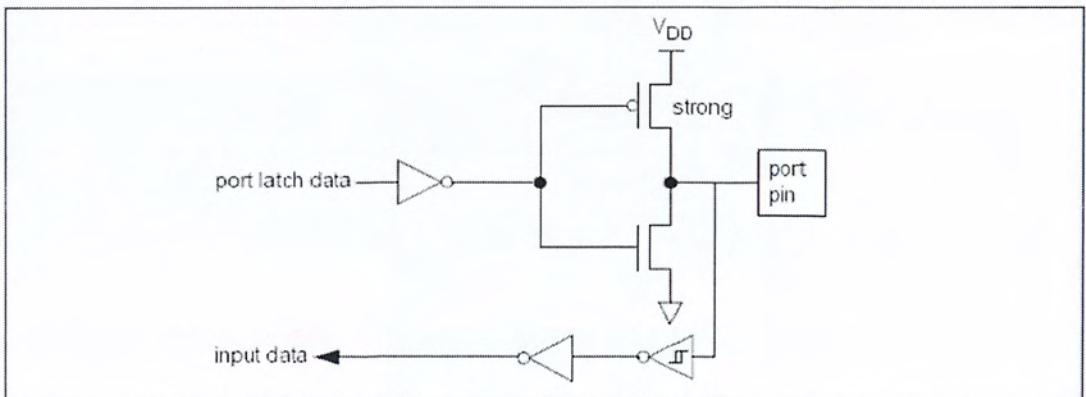 VDD
strong
port latch data
port
pin
input data